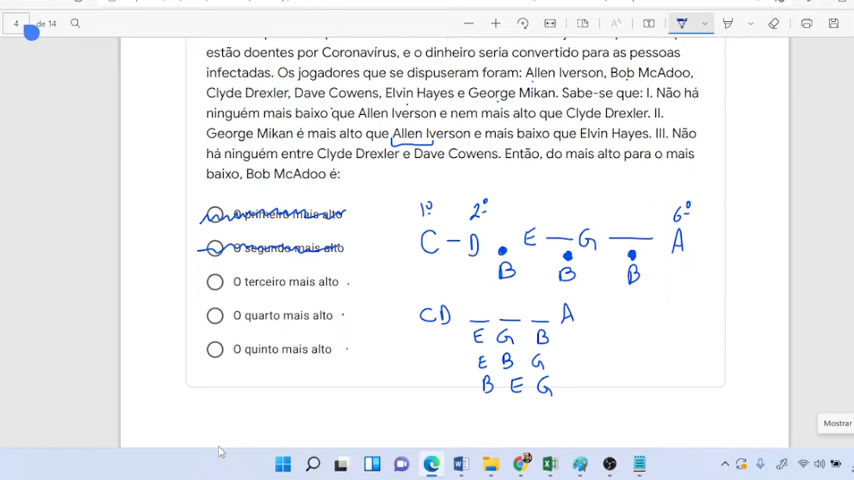 4 de 14
estão doentes por Coronavírus, e o dinheiro seria convertido para as pessoas
infectadas. Os jogadores que se dispuseram foram: Allen Iverson, Bob McAdoo,
Clyde Drexler, Dave Cowens, Elvin Hayes e George Mikan. Sabe-se que: I. Não há
ninguém mais baixo que Allen Iverson e nem mais alto que Clyde Drexler. II.
George Mikan é mais alto que Allen Iverson e mais baixo que Elvin Hayes. III. Não
há ninguém entre Clyde Drexler e Dave Cowens. Então, do mais alto para o mais
baixo, Bob McAdoo é:
O primeiro mais alto
O segundo mais alto
O terceiro mais alto
O quarto mais alto
O quinto mais alto
1º 2º 6º
C - D E - G - A
B B B
CD _ _ _ A
E G B
E B G
B E G
Mostrar